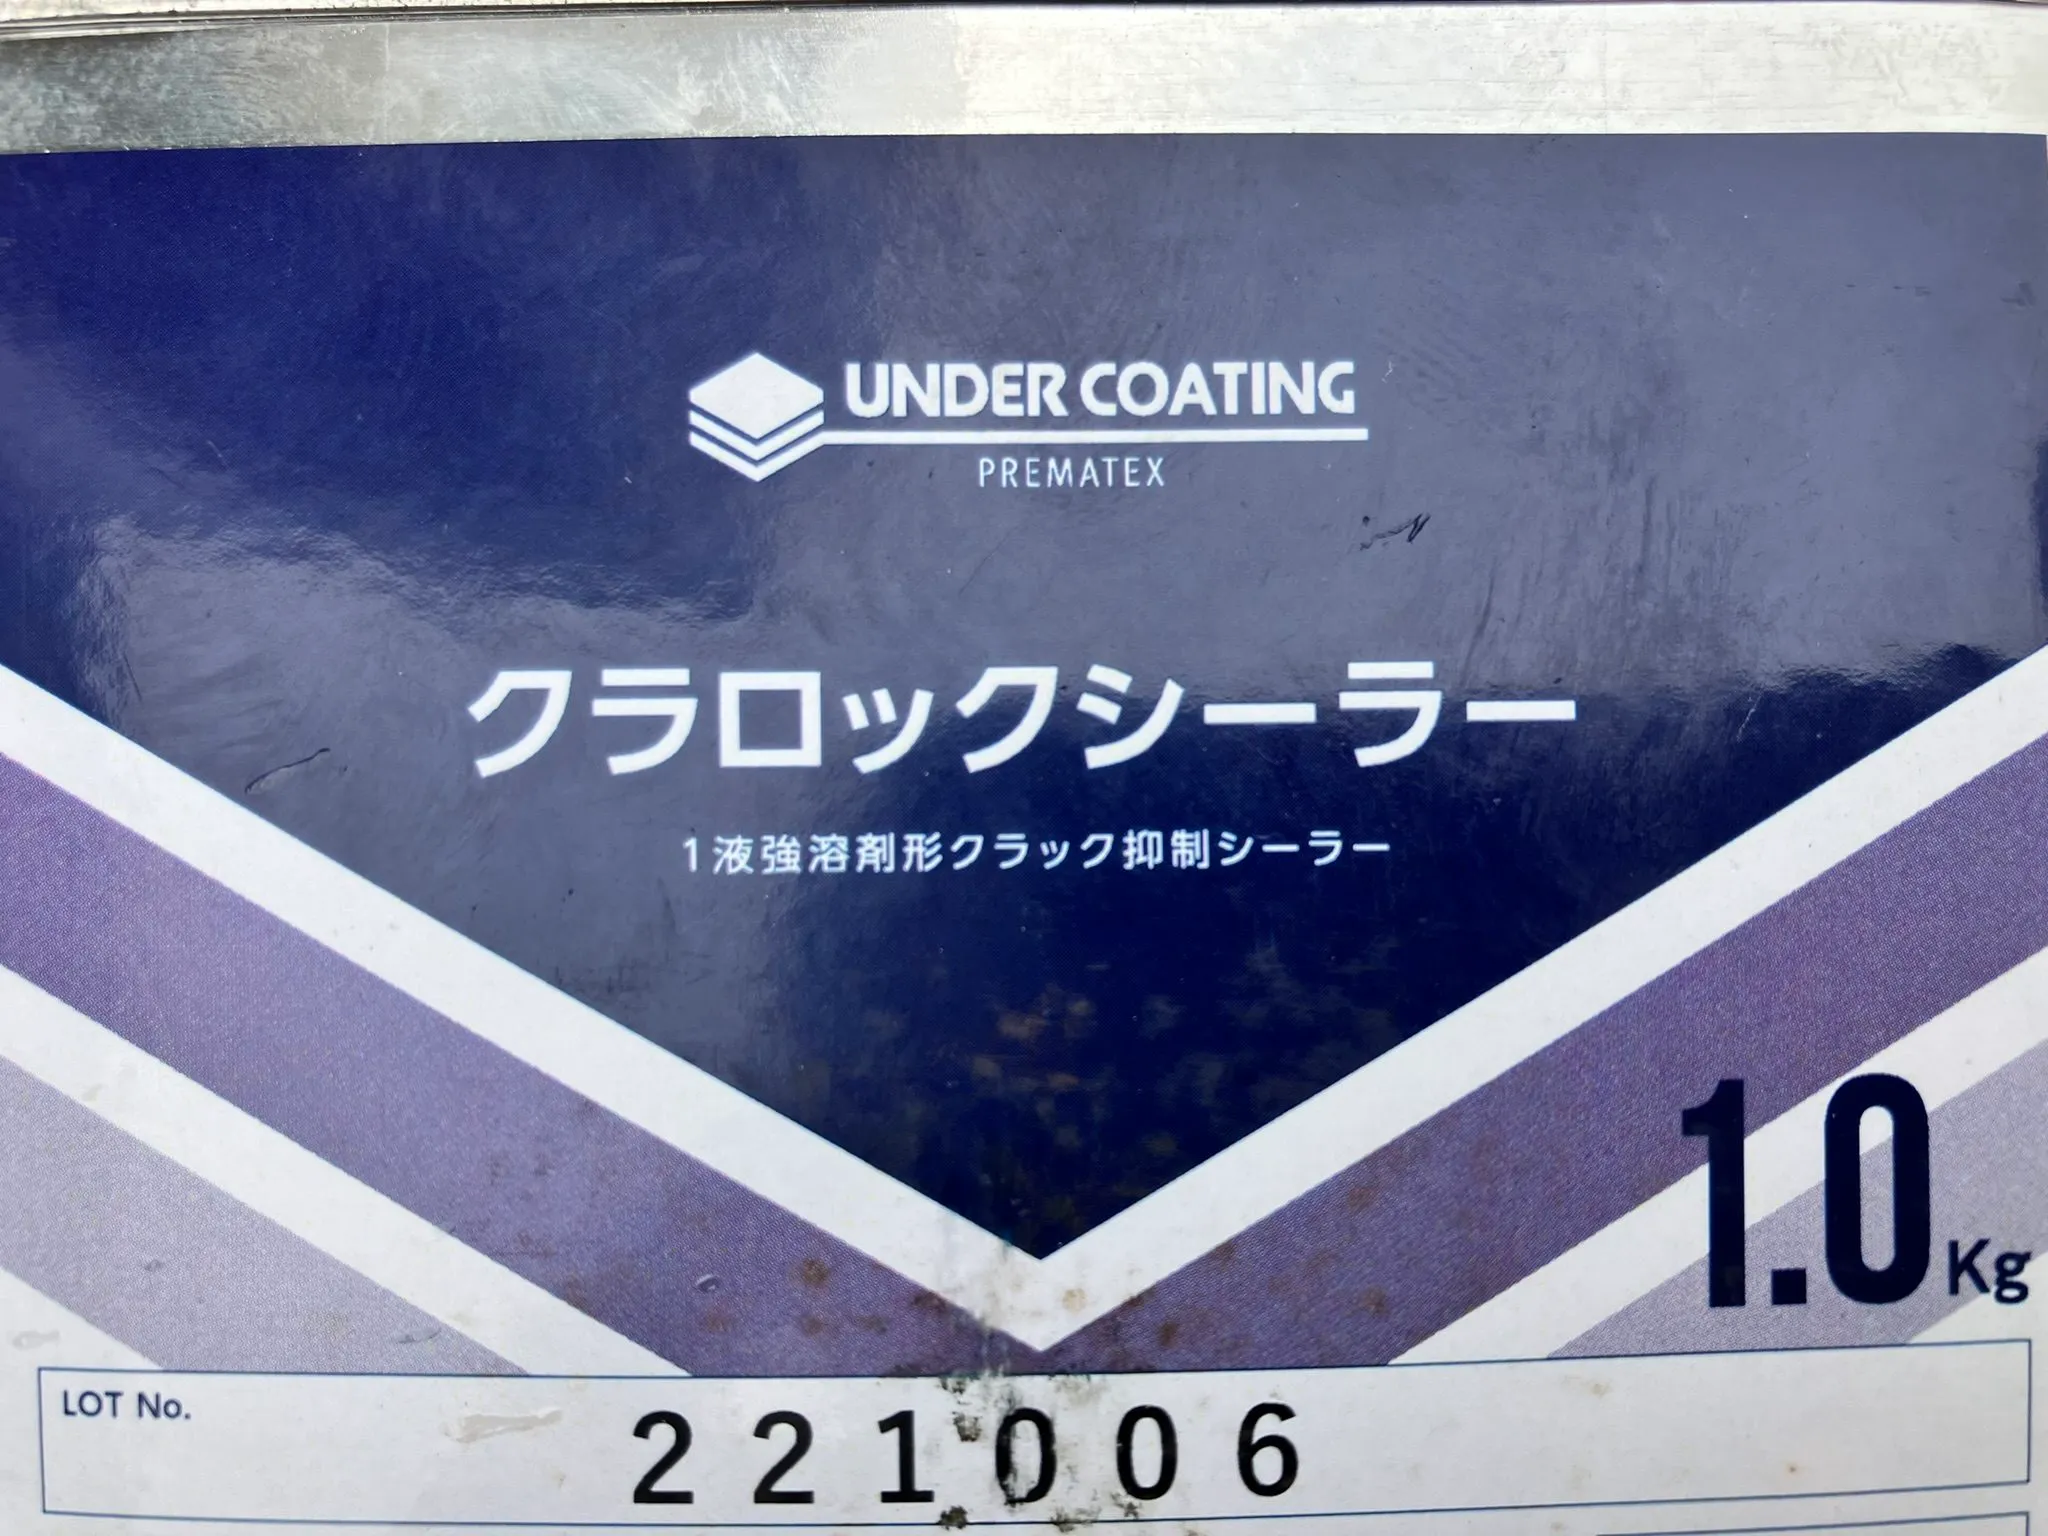 UNDER COATING
PREMATEX
クラロックシーラー
1液強溶剤形クラック抑制シーラー
1.0Kg
LOT No.
221006